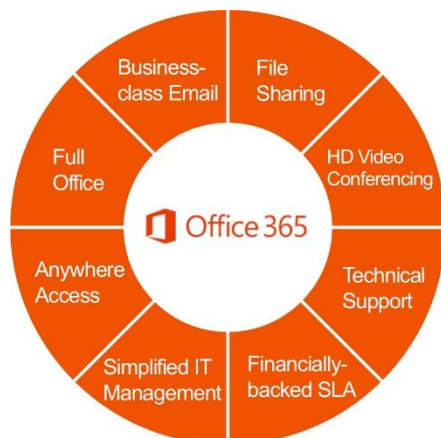 Business-
class Email
File
Sharing
HD Video
Conferencing
Technical
Support
Financially-
backed SLA
Simplified IT
Management
Anywhere
Access
Full
Office
Office 365